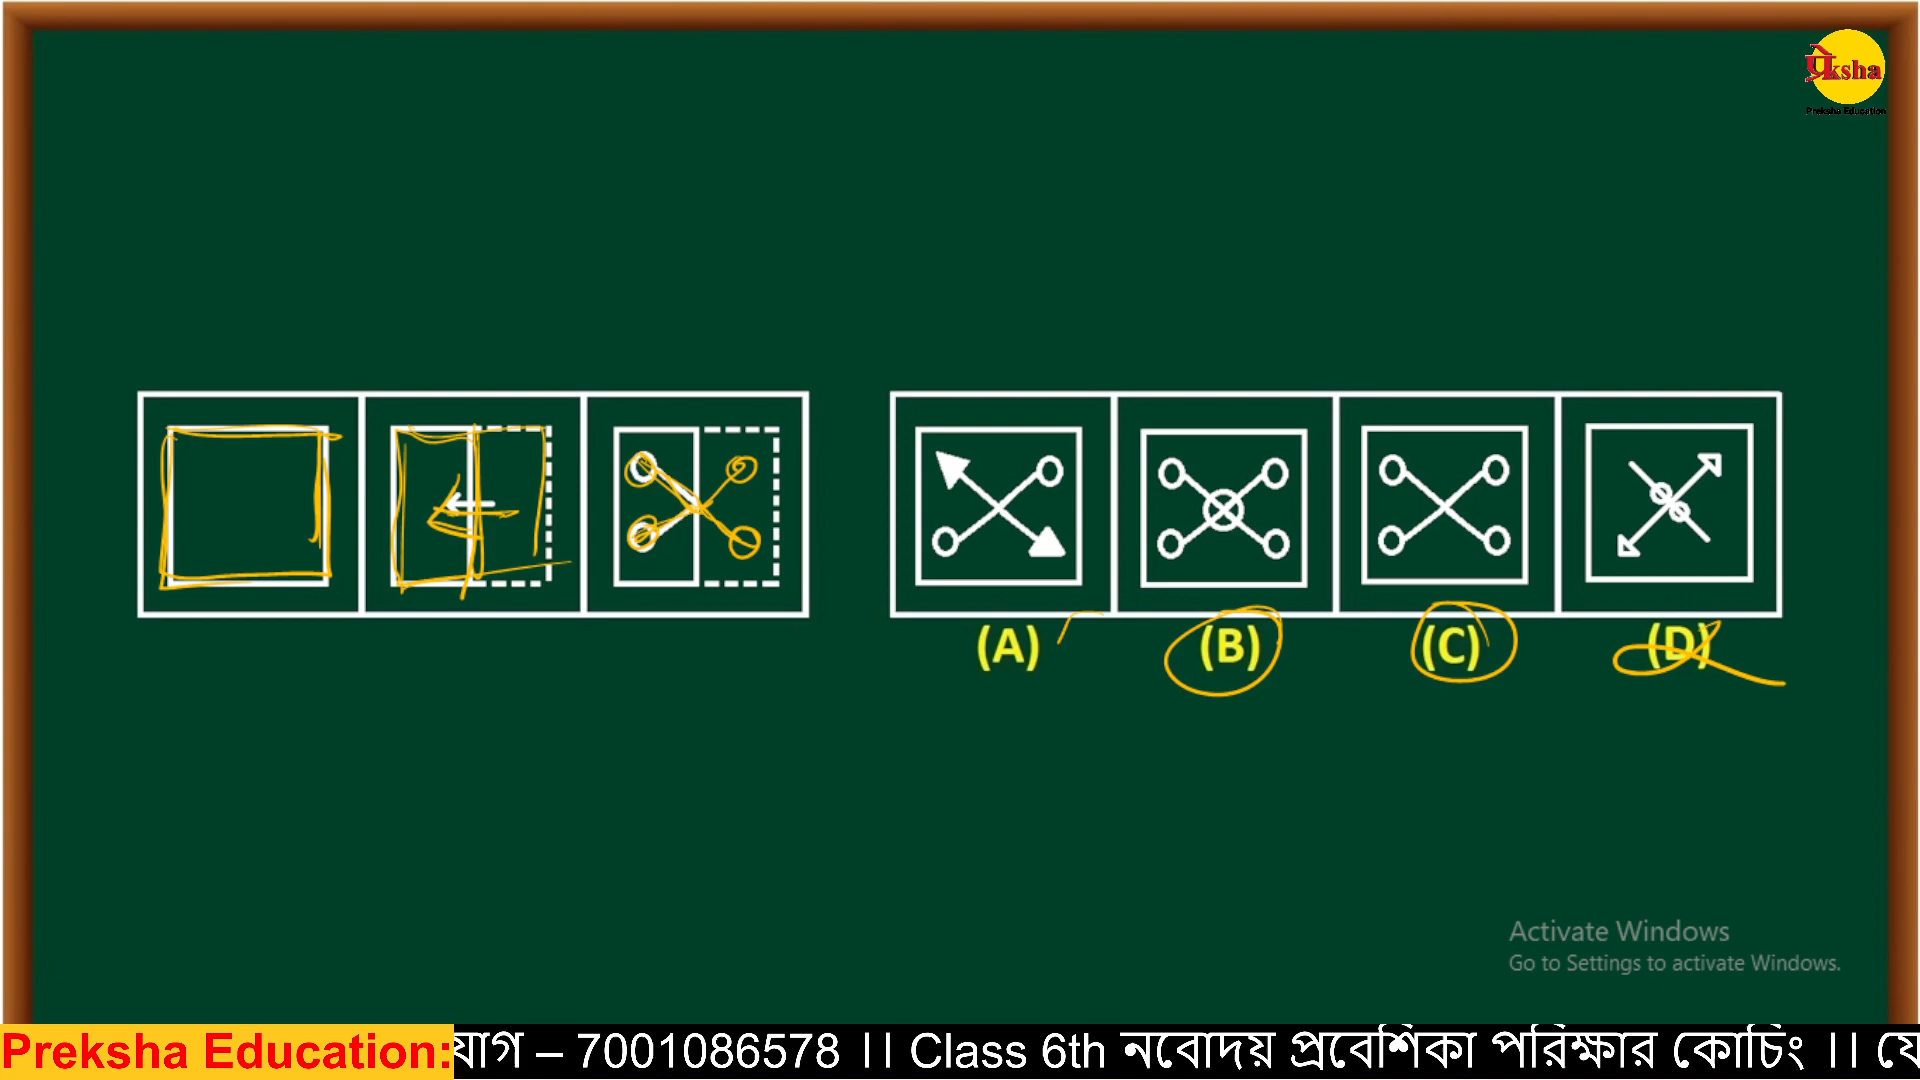 प्रेksha
Preksha Education
(A) (B) (C) (D)
Activate Windows
Go to Settings to activate Windows.
Preksha Education: যোগ – 7001086578 ।। Class 6th নবোদয় প্রবেশিকা পরিক্ষার কোচিং ।। যো